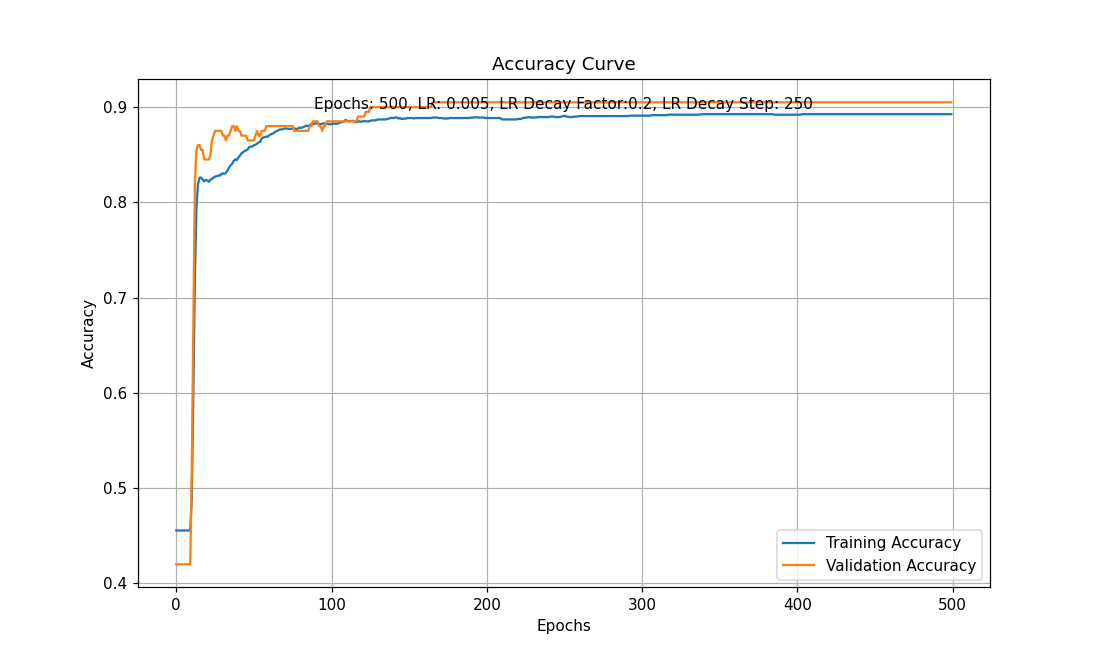 Accuracy Curve
Epochs: 500, LR: 0.005, LR Decay Factor:0.2, LR Decay Step: 250
0.9
0.8
0.7
0.6
0.5
0.4
Accuracy
Training Accuracy
Validation Accuracy
0 100 200 300 400 500
Epochs